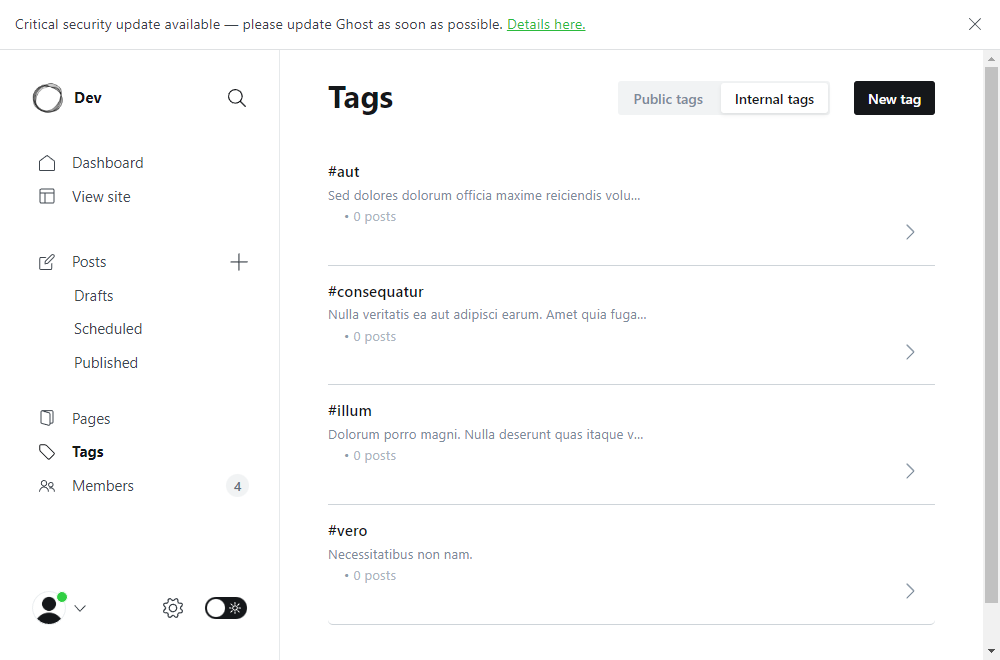 Critical security update available — please update Ghost as soon as possible. Details here.
Dev
Dashboard
View site
Posts
Drafts
Scheduled
Published
Pages
Tags
Members 4
Tags
Public tags
Internal tags
New tag
#aut
Sed dolores dolorum officia maxime reiciendis volu...
• 0 posts
#consequatur
Nulla veritatis ea aut adipisci earum. Amet quia fuga...
• 0 posts
#illum
Dolorum porro magni. Nulla deserunt quas itaque v...
• 0 posts
#vero
Necessitatibus non nam.
• 0 posts